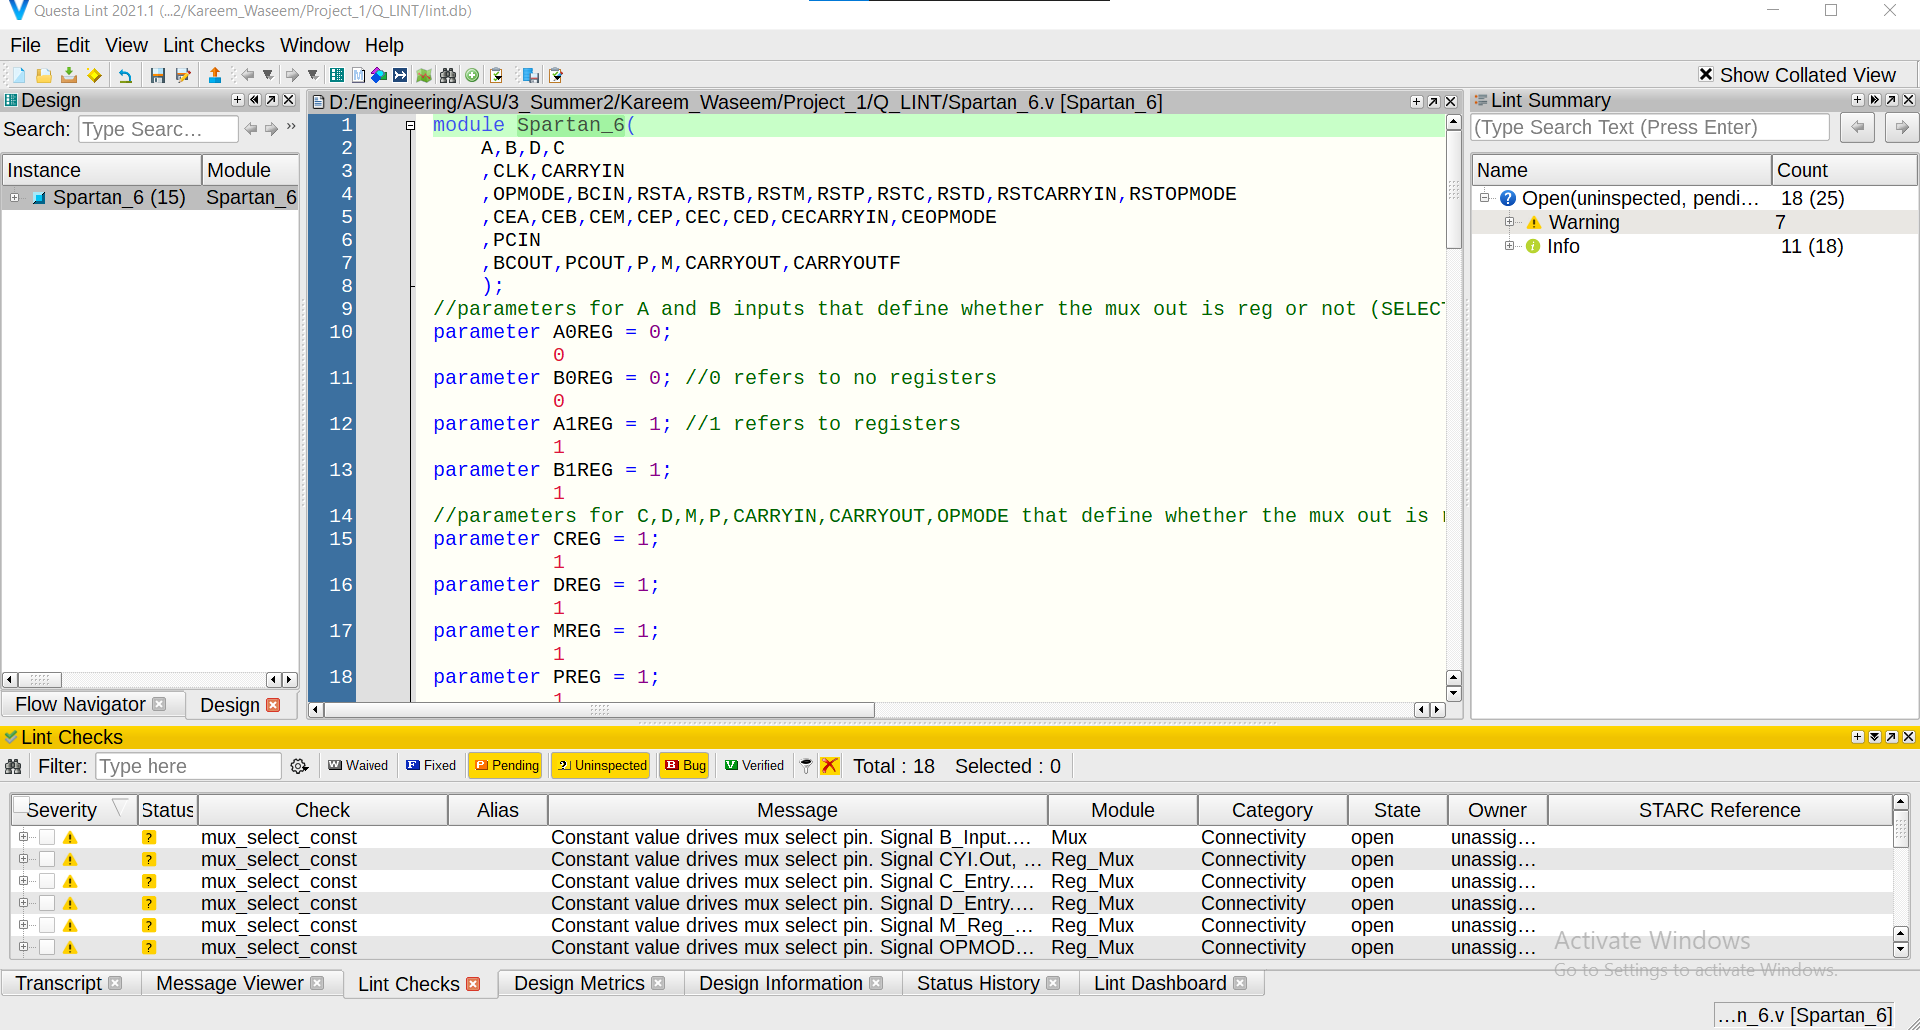 Questa Lint 2021.1 (...2/Kareem_Waseem/Project_1/Q_LINT/lint.db)
File Edit View Lint Checks Window Help
Show Collated View
Design
Search: Type Searc...
Instance Module
Spartan_6 (15) Spartan_6
Flow Navigator Design
D:/Engineering/ASU/3_Summer2/Kareem_Waseem/Project_1/Q_LINT/Spartan_6.v [Spartan_6]
1 module Spartan_6(
2 A,B,D,C
3 ,CLK,CARRYIN
4 ,OPMODE,BCIN,RSTA,RSTB,RSTM,RSTP,RSTC,RSTD,RSTCARRYIN,RSTOPMODE
5 ,CEA,CEB,CEM,CEP,CEC,CED,CECARRYIN,CEOPMODE
6 ,PCIN
7 ,BCOUT,PCOUT,P,M,CARRYOUT,CARRYOUTF
8 );
9 //parameters for A and B inputs that define whether the mux out is reg or not (SELEC
10 parameter A0REG = 0;
0
11 parameter B0REG = 0; //0 refers to no registers
0
12 parameter A1REG = 1; //1 refers to registers
1
13 parameter B1REG = 1;
1
14 //parameters for C,D,M,P,CARRYIN,CARRYOUT,OPMODE that define whether the mux out is
15 parameter CREG = 1;
1
16 parameter DREG = 1;
1
17 parameter MREG = 1;
1
18 parameter PREG = 1;
1
Lint Summary
(Type Search Text (Press Enter)
Name Count
Open(uninspected, pendi... 18 (25)
Warning 7
Info 11 (18)
Lint Checks
Filter: Type here W Waived F Fixed P Pending ? Uninspected B Bug V Verified Total : 18 Selected : 0
Severity Status Check Alias Message Module Category State Owner STARC Reference
? mux_select_const Constant value drives mux select pin. Signal B_Input.... Mux Connectivity open unassig...
? mux_select_const Constant value drives mux select pin. Signal CYI.Out, ... Reg_Mux Connectivity open unassig...
? mux_select_const Constant value drives mux select pin. Signal C_Entry.... Reg_Mux Connectivity open unassig...
? mux_select_const Constant value drives mux select pin. Signal D_Entry.... Reg_Mux Connectivity open unassig...
? mux_select_const Constant value drives mux select pin. Signal M_Reg_... Reg_Mux Connectivity open unassig...
? mux_select_const Constant value drives mux select pin. Signal OPMOD... Reg_Mux Connectivity open unassig...
Activate Windows
Go to Settings to activate Windows.
Transcript Message Viewer Lint Checks Design Metrics Design Information Status History Lint Dashboard
...n_6.v [Spartan_6]